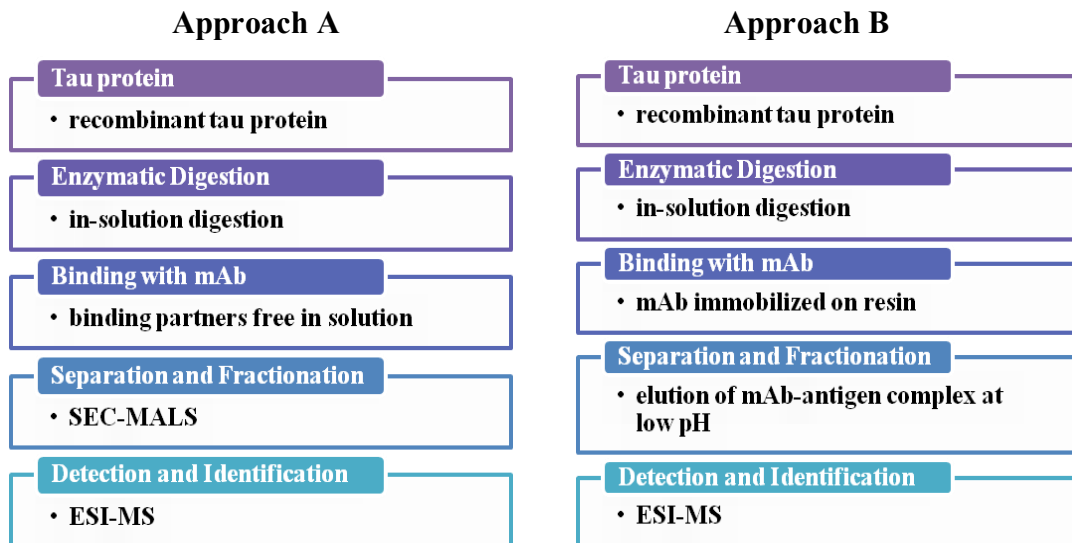 Approach A
Tau protein
• recombinant tau protein
Enzymatic Digestion
• in-solution digestion
Binding with mAb
• binding partners free in solution
Separation and Fractionation
• SEC-MALS
Detection and Identification
• ESI-MS
Approach B
Tau protein
• recombinant tau protein
Enzymatic Digestion
• in-solution digestion
Binding with mAb
• mAb immobilized on resin
Separation and Fractionation
• elution of mAb-antigen complex at
low pH
Detection and Identification
• ESI-MS